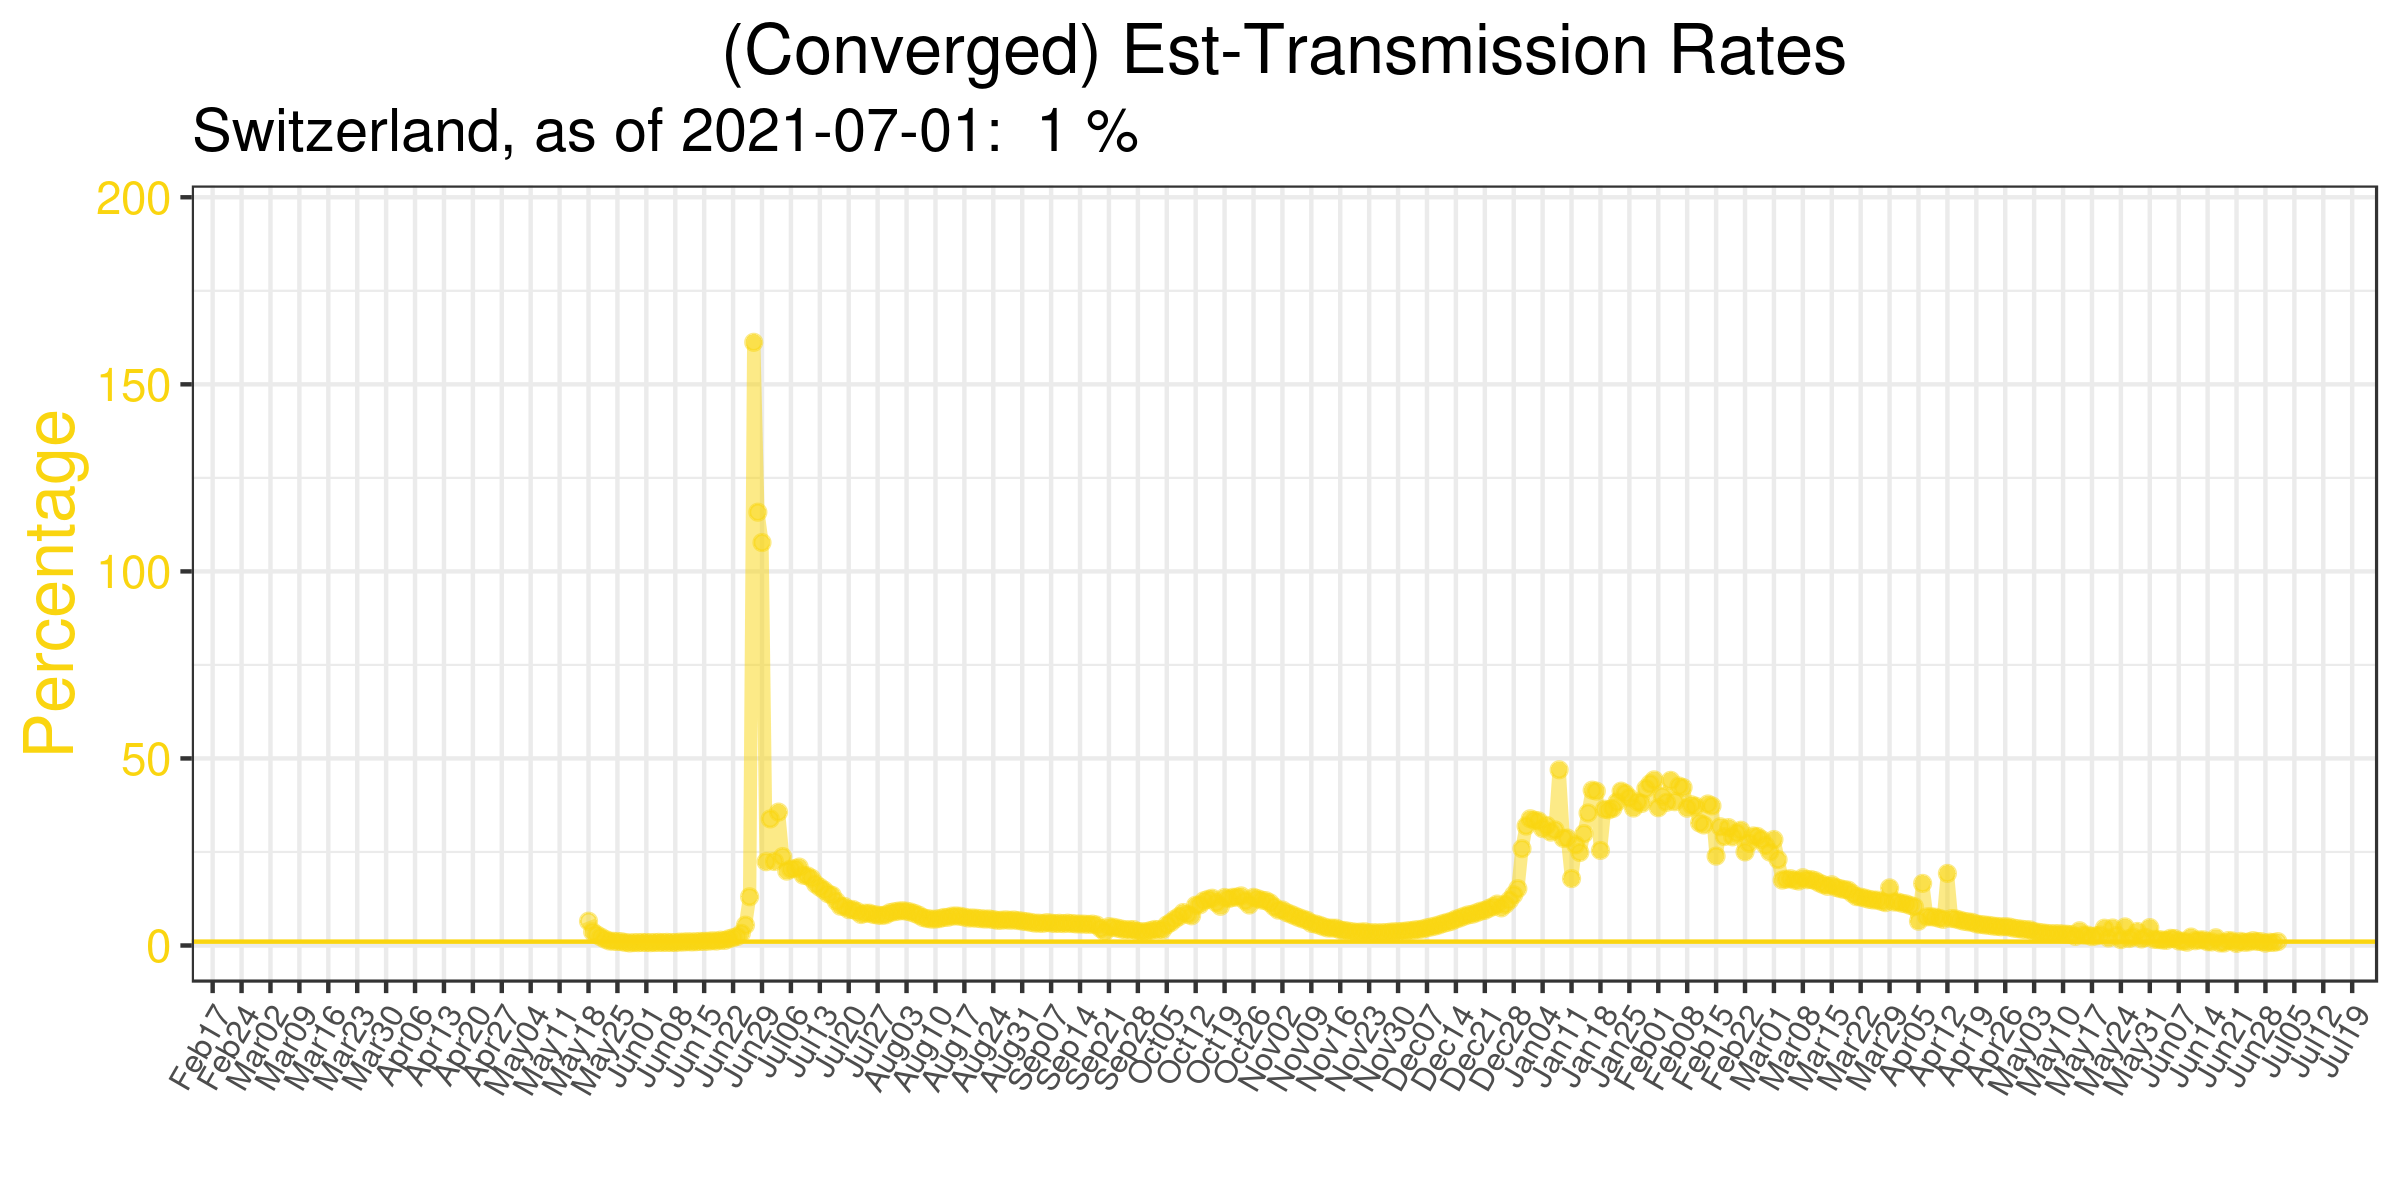 (Converged) Est-Transmission Rates
Switzerland, as of 2021-07-01:  1 %
Percentage
200
150
100
50
0
Feb17
Feb24
Mar02
Mar09
Mar16
Mar23
Mar30
Apr06
Apr13
Apr20
Apr27
May04
May11
May18
May25
Jun01
Jun08
Jun15
Jun22
Jun29
Jul06
Jul13
Jul20
Jul27
Aug03
Aug10
Aug17
Aug24
Aug31
Sep07
Sep14
Sep21
Sep28
Oct05
Oct12
Oct19
Oct26
Nov02
Nov09
Nov16
Nov23
Nov30
Dec07
Dec14
Dec21
Dec28
Jan04
Jan11
Jan18
Jan25
Feb01
Feb08
Feb15
Feb22
Mar01
Mar08
Mar15
Mar22
Mar29
Apr05
Apr12
Apr19
Apr26
May03
May10
May17
May24
May31
Jun07
Jun14
Jun21
Jun28
Jul05
Jul12
Jul19